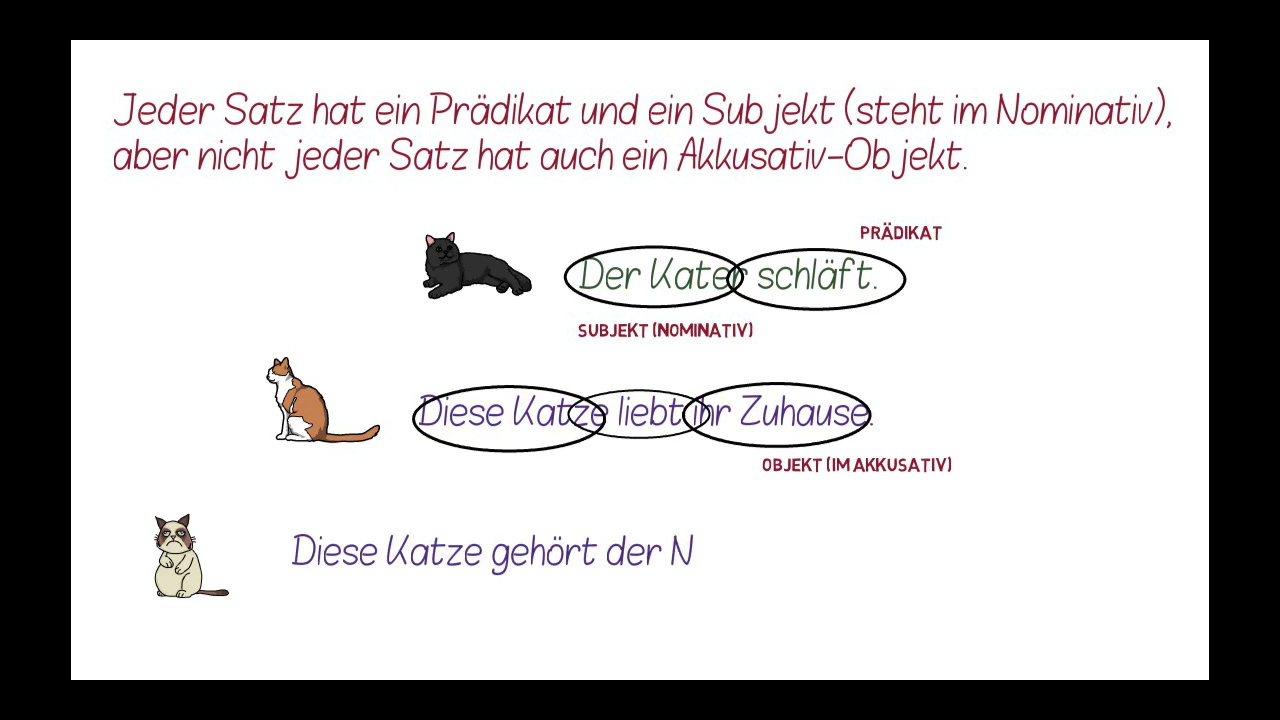 Jeder Satz hat ein Prädikat und ein Subjekt (steht im Nominativ),
aber nicht jeder Satz hat auch ein Akkusativ-Objekt.
PRÄDIKAT
Der Kater schläft.
SUBJEKT (NOMINATIV)
Diese Katze liebt ihr Zuhause.
OBJEKT (IM AKKUSATIV)
Diese Katze gehört der N